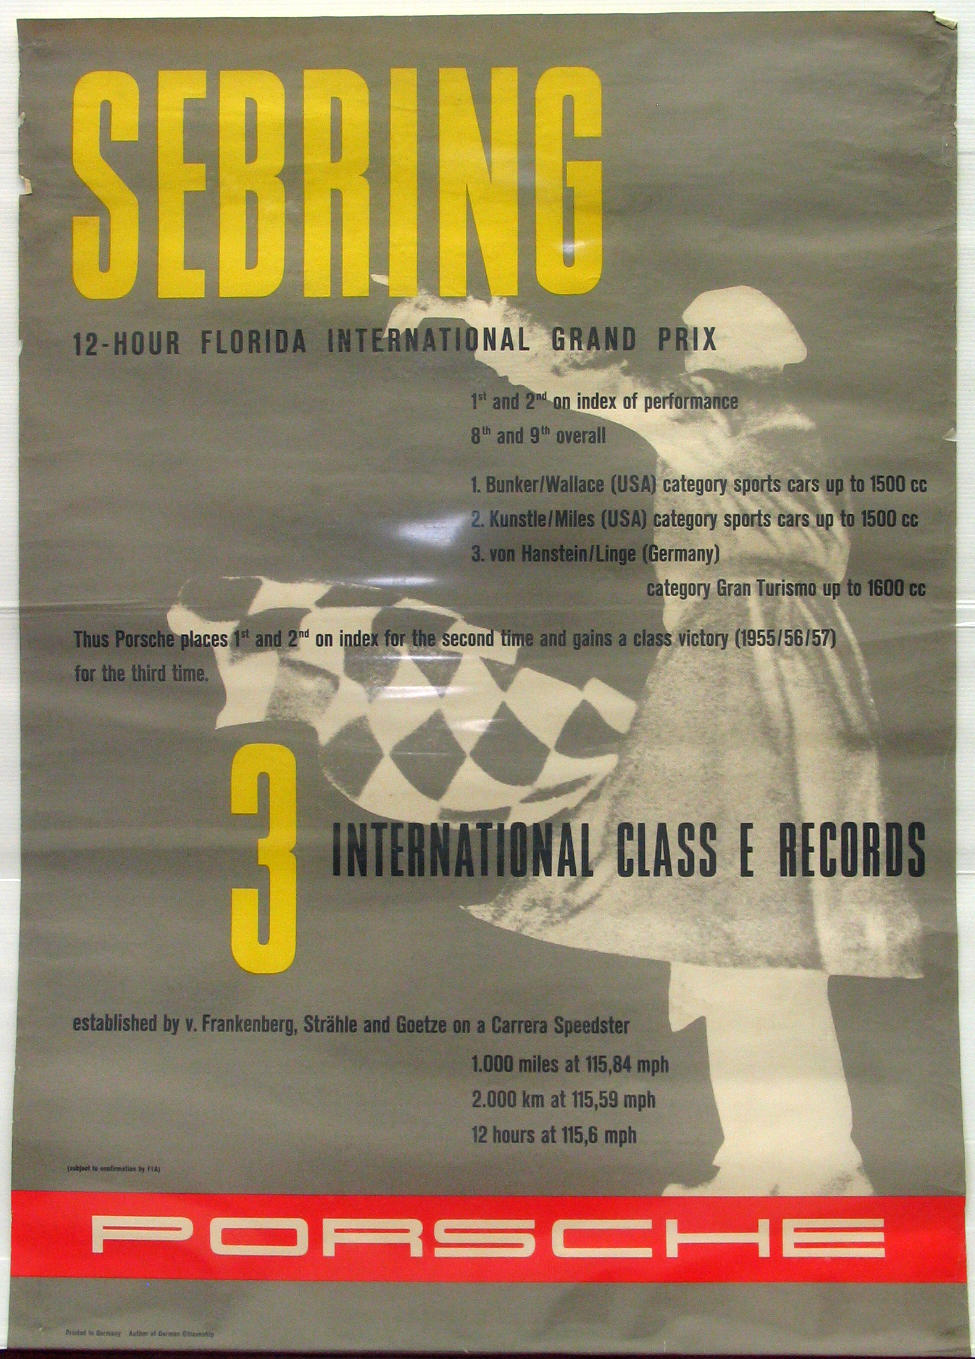 SEBRING
12-HOUR FLORIDA INTERNATIONAL GRAND PRIX
1st and 2nd on index of performance
8th and 9th overall
1. Bunker/Wallace (USA) category sports cars up to 1500 cc
2. Kunstle/Miles (USA) category sports cars up to 1500 cc
3. von Hanstein/Linge (Germany)
category Gran Turismo up to 1600 cc
Thus Porsche places 1st and 2nd on index for the second time and gains a class victory (1955/56/57)
for the third time.
3 INTERNATIONAL CLASS E RECORDS
established by v. Frankenberg, Strähle and Goetze on a Carrera Speedster
1.000 miles at 115,84 mph
2.000 km at 115,59 mph
12 hours at 115,6 mph
(subject to confirmation by FIA)
PORSCHE
Printed in Germany Author of German Citizenship